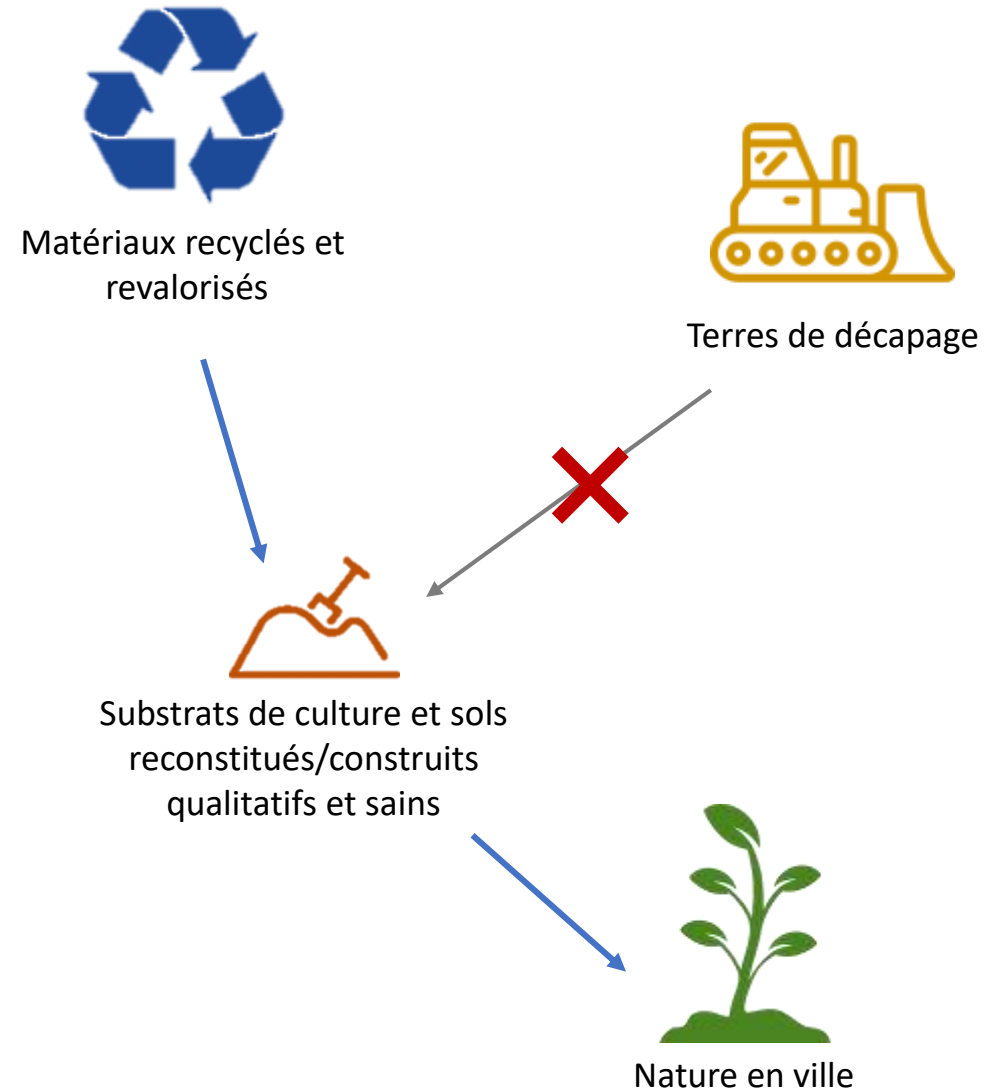 Matériaux recyclés et
revalorisés
Terres de décapage
Substrats de culture et sols
reconstitués/construits
qualitatifs et sains
Nature en ville